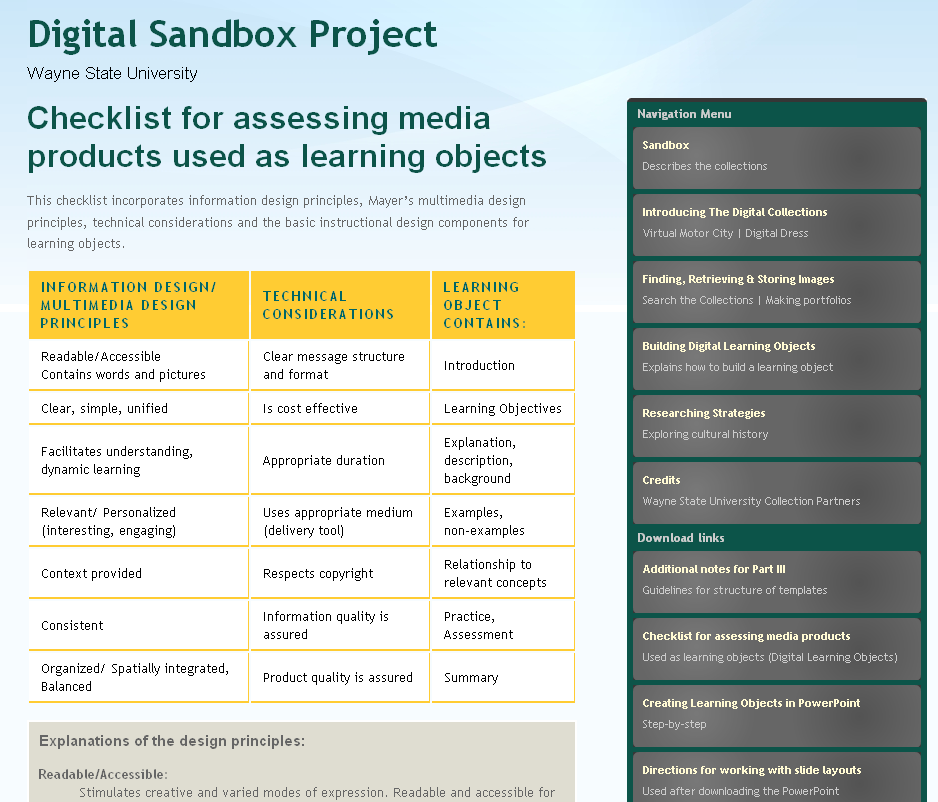 Digital Sandbox Project
Wayne State University
Checklist for assessing media
products used as learning objects
This checklist incorporates information design principles, Mayer's multimedia design
principles, technical considerations and the basic instructional design components for
learning objects.
INFORMATION DESIGN/
MULTIMEDIA DESIGN
PRINCIPLES
TECHNICAL
CONSIDERATIONS
LEARNING
OBJECT
CONTAINS:
Readable/Accessible
Contains words and pictures
Clear message structure
and format
Introduction
Clear, simple, unified
Is cost effective
Learning Objectives
Facilitates understanding,
dynamic learning
Appropriate duration
Explanation,
description,
background
Relevant/ Personalized
(interesting, engaging)
Uses appropriate medium
(delivery tool)
Examples,
non-examples
Context provided
Respects copyright
Relationship to
relevant concepts
Consistent
Information quality is
assured
Practice,
Assessment
Organized/ Spatially integrated,
Balanced
Product quality is assured
Summary
Explanations of the design principles:
Readable/Accessible:
Stimulates creative and varied modes of expression. Readable and accessible for
Navigation Menu
Sandbox
Describes the collections
Introducing The Digital Collections
Virtual Motor City | Digital Dress
Finding, Retrieving & Storing Images
Search the Collections | Making portfolios
Building Digital Learning Objects
Explains how to build a learning object
Researching Strategies
Exploring cultural history
Credits
Wayne State University Collection Partners
Download links
Additional notes for Part III
Guidelines for structure of templates
Checklist for assessing media products
Used as learning objects (Digital Learning Objects)
Creating Learning Objects in PowerPoint
Step-by-step
Directions for working with slide layouts
Used after downloading the PowerPoint